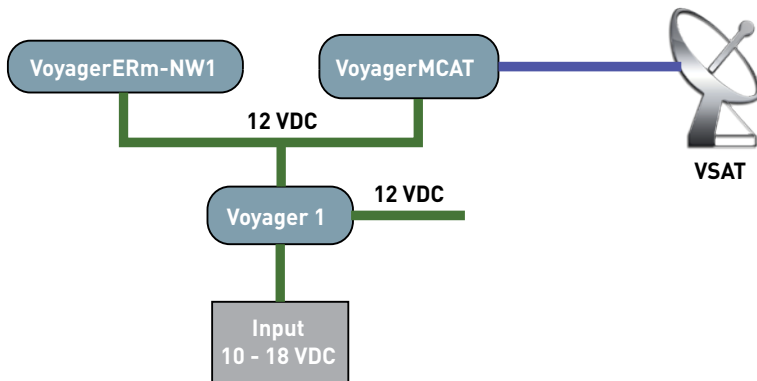 VoyagerERm-NW1
VoyagerMCAT
12 VDC
VSAT
12 VDC
Voyager 1
Input
10 - 18 VDC